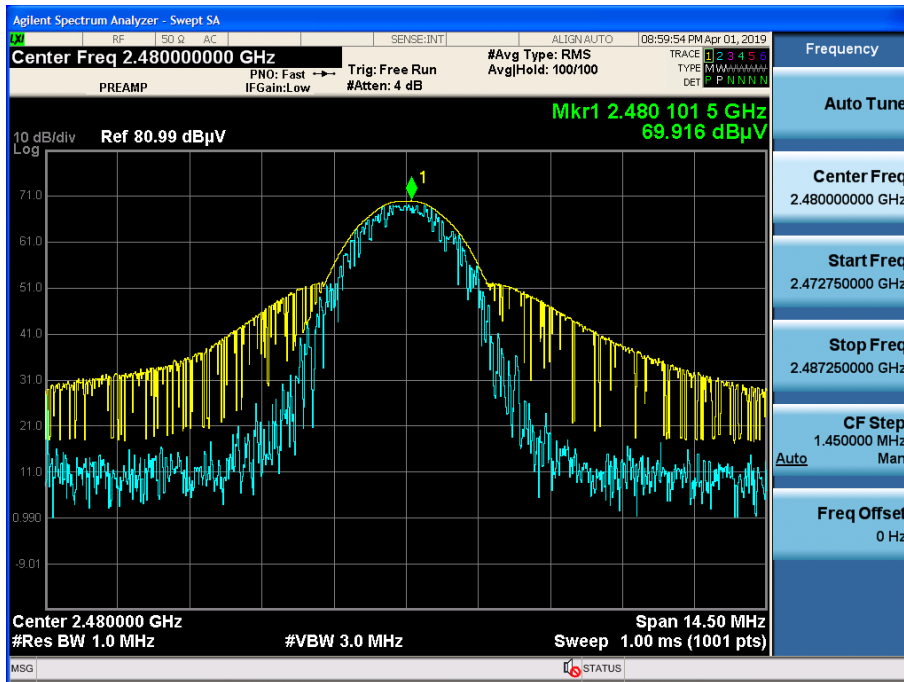 Agilent Spectrum Analyzer - Swept SA
LXI RF 50 Ω AC SENSE:INT ALIGN AUTO 08:59:54 PM Apr 01, 2019
Center Freq 2.480000000 GHz
PREAMP
PNO: Fast
IFGain:Low
Trig: Free Run
#Atten: 4 dB
#Avg Type: RMS
Avg|Hold: 100/100
TRACE 1 2 3 4 5 6
TYPE M W W W W W
DET P P N N N N
Mkr1 2.480 101 5 GHz
69.916 dBµV
10 dB/div Ref 80.99 dBµV
Log
1
71.0
61.0
51.0
41.0
31.0
21.0
11.0
0.990
-9.01
Center 2.480000 GHz Span 14.50 MHz
#Res BW 1.0 MHz #VBW 3.0 MHz Sweep 1.00 ms (1001 pts)
MSG STATUS
Frequency
Auto Tune
Center Freq
2.480000000 GHz
Start Freq
2.472750000 GHz
Stop Freq
2.487250000 GHz
CF Step
1.450000 MHz
Auto Man
Freq Offset
0 Hz